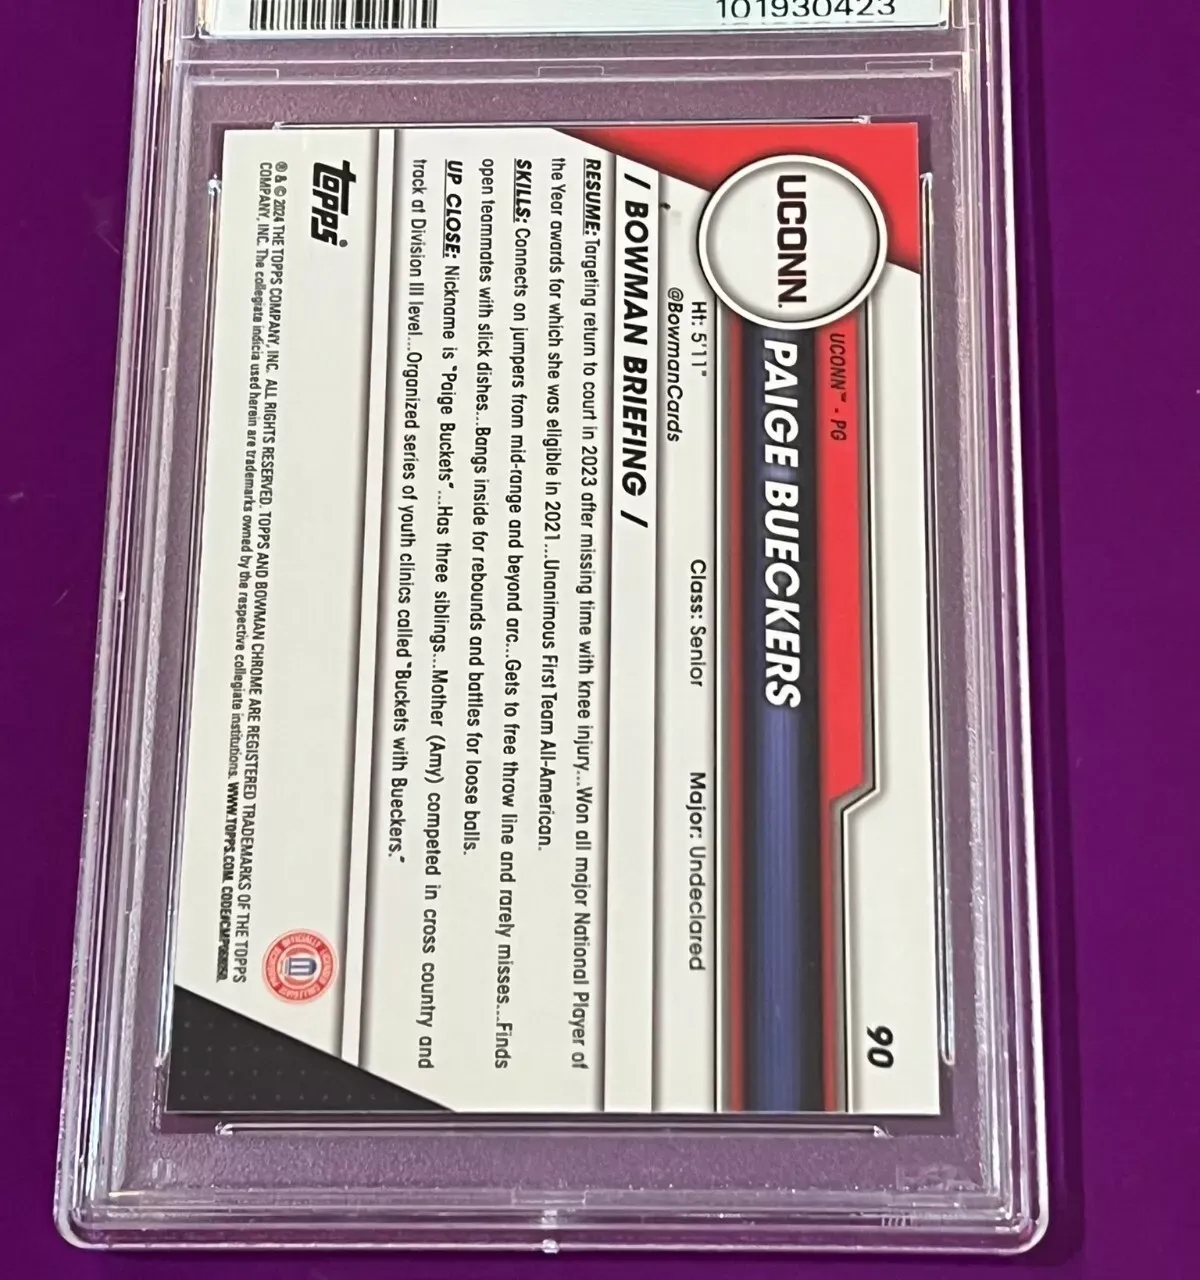 101930423
90
UCONN™ - PG
UCONN.
PAIGE BUECKERS
Ht: 5'11" Class: Senior Major: Undeclared
@BowmanCards
/ BOWMAN BRIEFING /
RESUME: Targeting return to court in 2023 after missing time with knee injury...Won all major National Player of
the Year awards for which she was eligible in 2021...Unanimous First Team All-American.
SKILLS: Connects on jumpers from mid-range and beyond arc...Gets to free throw line and rarely misses...Finds
open teammates with slick dishes...Bangs inside for rebounds and battles for loose balls.
UP CLOSE: Nickname is "Paige Buckets"...Has three siblings...Mother (Amy) competed in cross country and
track at Division III level...Organized series of youth clinics called "Buckets with Bueckers."
topps®
® & © 2024 THE TOPPS COMPANY, INC. ALL RIGHTS RESERVED. TOPPS AND BOWMAN CHROME ARE REGISTERED TRADEMARKS OF THE TOPPS
COMPANY, INC. The collegiate indicia used herein are trademarks owned by the respective collegiate institutions. WWW.TOPPS.COM.
OFFICIALLY LICENSED COLLEGIATE